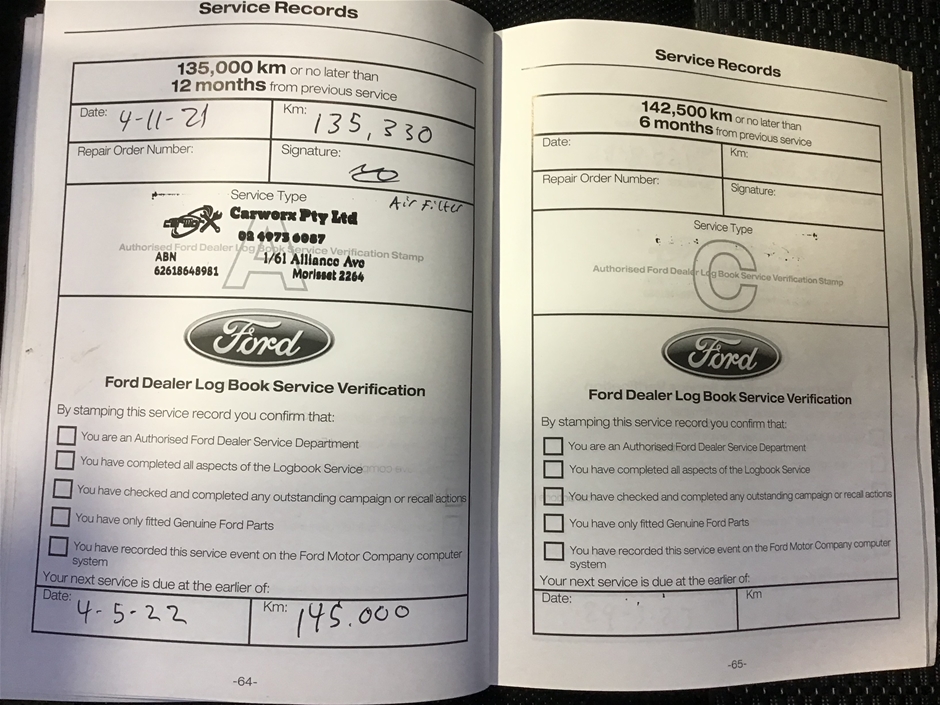 Service Records
135,000 km or no later than
12 months from previous service
Date: 4-11-21
Km: 135,330
Repair Order Number:
Signature:
Service Type
Air Filter
Carworx Pty Ltd
02 4973 6087
Authorised Ford Dealer Log Book Service Verification Stamp
A
ABN
62618648981
1/61 Alliance Ave
Morisset 2264
Ford
Ford Dealer Log Book Service Verification
By stamping this service record you confirm that:
You are an Authorised Ford Dealer Service Department
You have completed all aspects of the Logbook Service
You have checked and completed any outstanding campaign or recall actions
You have only fitted Genuine Ford Parts
You have recorded this service event on the Ford Motor Company computer
system
Your next service is due at the earlier of:
Date: 4-5-22
Km: 145.000
-64-
Service Records
142,500 km or no later than
6 months from previous service
Date:
Km:
Repair Order Number:
Signature:
Service Type
C
Authorised Ford Dealer Log Book Service Verification Stamp
Ford
Ford Dealer Log Book Service Verification
By stamping this service record you confirm that:
You are an Authorised Ford Dealer Service Department
You have completed all aspects of the Logbook Service
You have checked and completed any outstanding campaign or recall actions
You have only fitted Genuine Ford Parts
You have recorded this service event on the Ford Motor Company computer
system
Your next service is due at the earlier of:
Date:
Km
-65-